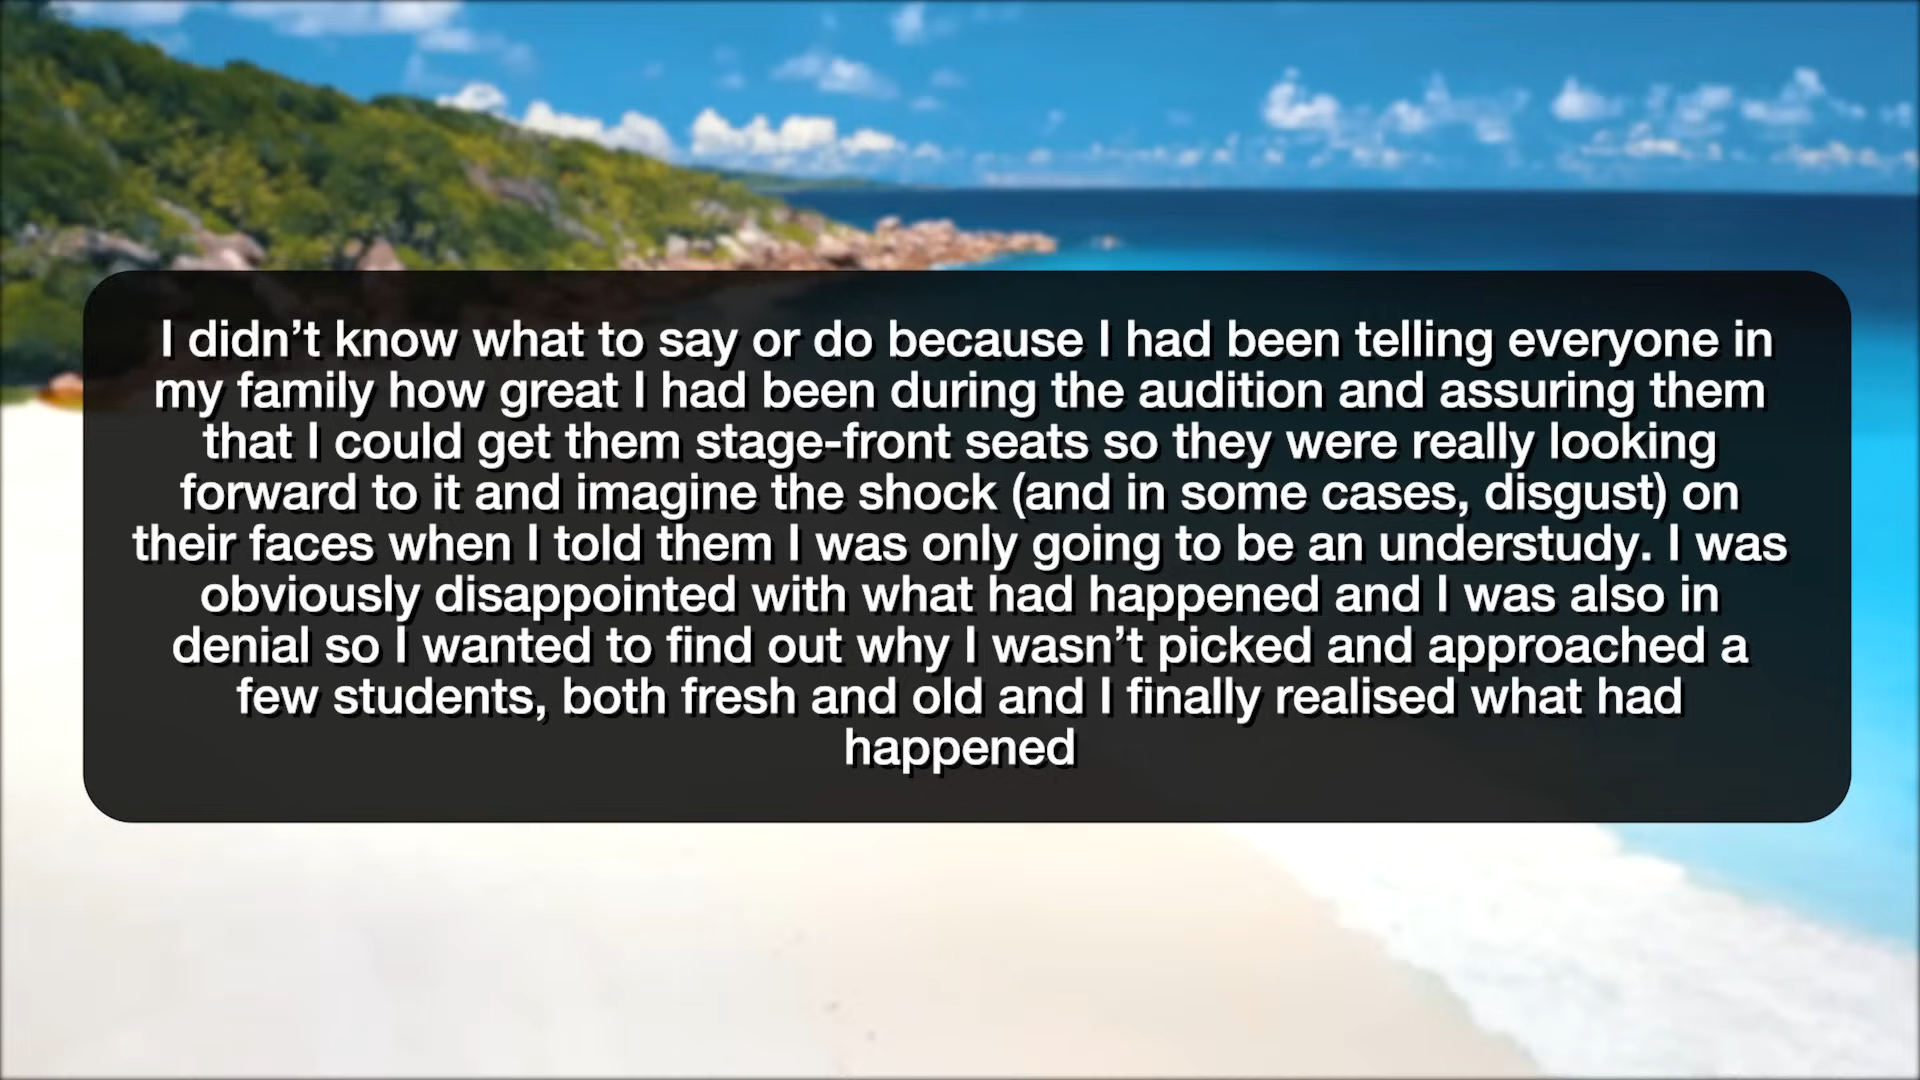 I didn’t know what to say or do because I had been telling everyone in
my family how great I had been during the audition and assuring them
that I could get them stage-front seats so they were really looking
forward to it and imagine the shock (and in some cases, disgust) on
their faces when I told them I was only going to be an understudy. I was
obviously disappointed with what had happened and I was also in
denial so I wanted to find out why I wasn’t picked and approached a
few students, both fresh and old and I finally realised what had
happened